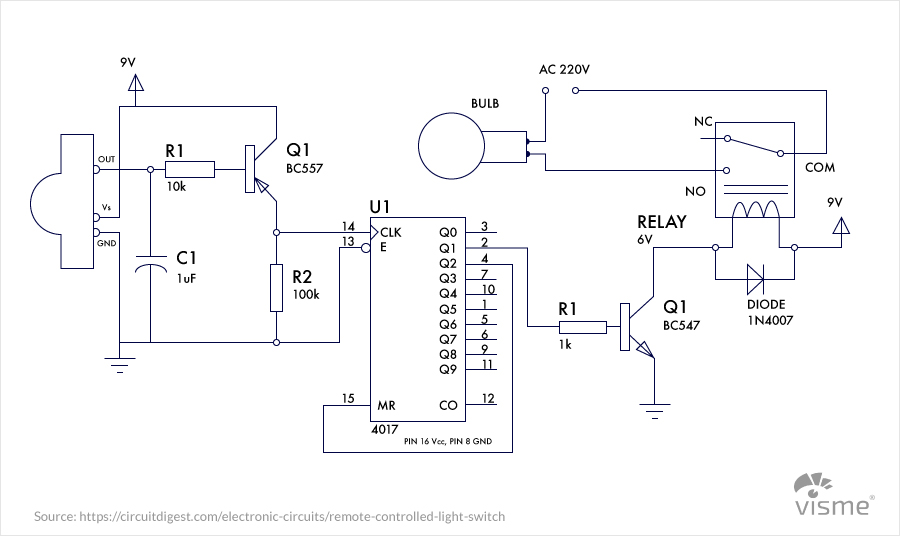 9V
AC 220V
BULB
NC
OUT
R1
10k
Q1
BC557
COM
NO
Vs
GND
9V
U1
RELAY
6V
14
CLK
Q0
3
13
E
Q1
2
C1
1uF
Q2
4
R2
100k
Q3
7
Q4
10
Q5
1
DIODE
1N4007
R1
1k
Q1
BC547
Q6
5
Q7
6
Q8
9
Q9
11
15
MR
CO
12
4017
PIN 16 Vcc, PIN 8 GND
visme®
Source: https://circuitdigest.com/electronic-circuits/remote-controlled-light-switch